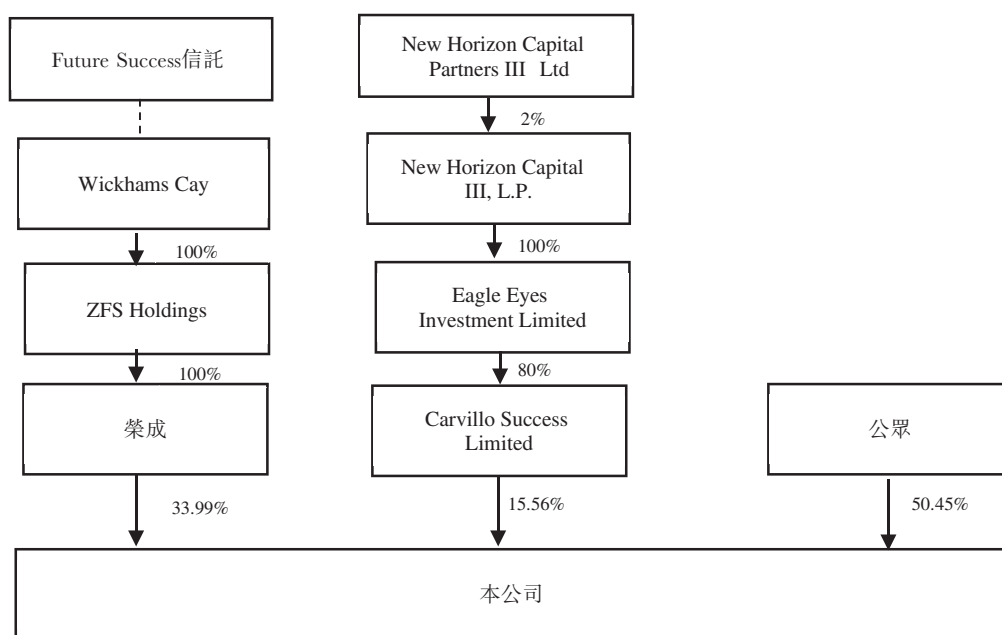 Future Success信託
New Horizon Capital
Partners III Ltd
2%
Wickhams Cay
New Horizon Capital
III, L.P.
100%
100%
ZFS Holdings
Eagle Eyes
Investment Limited
100%
80%
榮成
Carvillo Success
Limited
公眾
33.99%
15.56%
50.45%
本公司